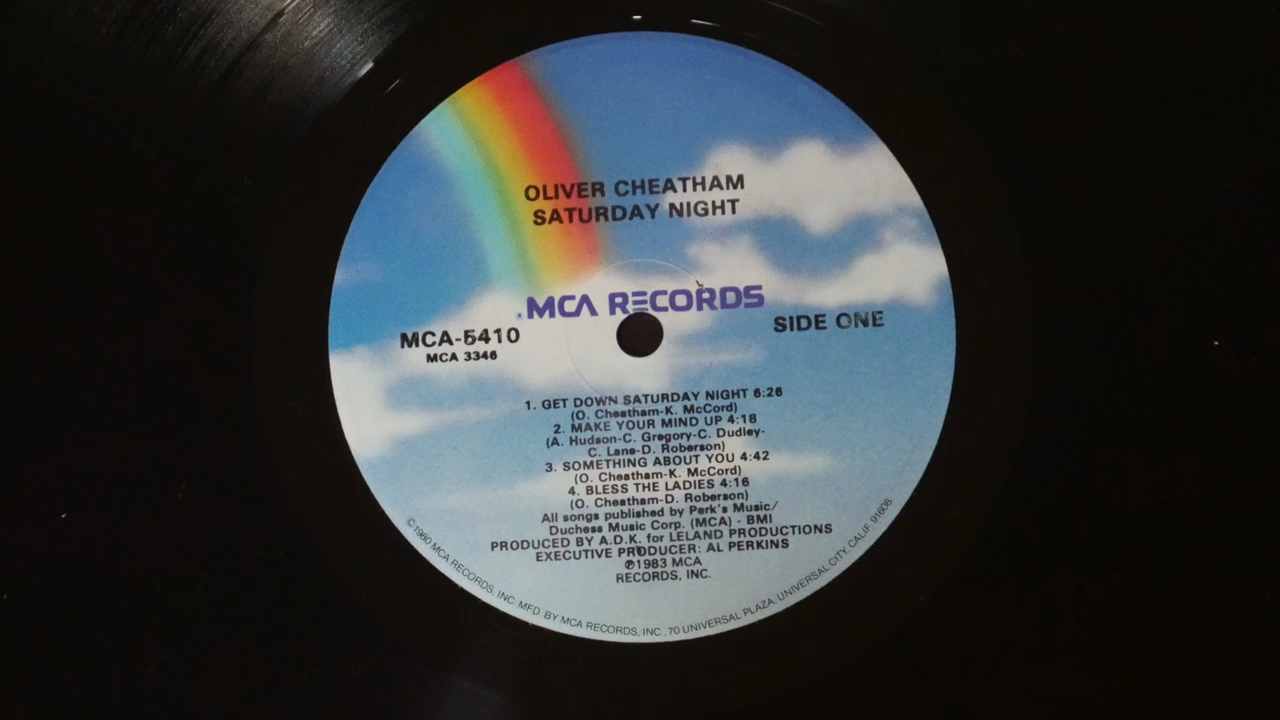 OLIVER CHEATHAM
SATURDAY NIGHT
® MCA RECORDS
MCA-5410
MCA 3346
SIDE ONE
1. GET DOWN SATURDAY NIGHT 6:26
(O. Cheatham-K. McCord)
2. MAKE YOUR MIND UP 4:18
(A. Hudson-C. Gregory-C. Dudley-
C. Lane-D. Roberson)
3. SOMETHING ABOUT YOU 4:42
(O. Cheatham-K. McCord)
4. BLESS THE LADIES 4:16
(O. Cheatham-D. Roberson)
All songs published by Perk's Music/
Duchess Music Corp. (MCA) - BMI
PRODUCED BY A.D.K. for LELAND PRODUCTIONS
EXECUTIVE PRODUCER: AL PERKINS
℗1983 MCA
RECORDS, INC.
©1980 MCA RECORDS, INC. MFD. BY MCA RECORDS, INC., 70 UNIVERSAL PLAZA, UNIVERSAL CITY, CALIF. 91608